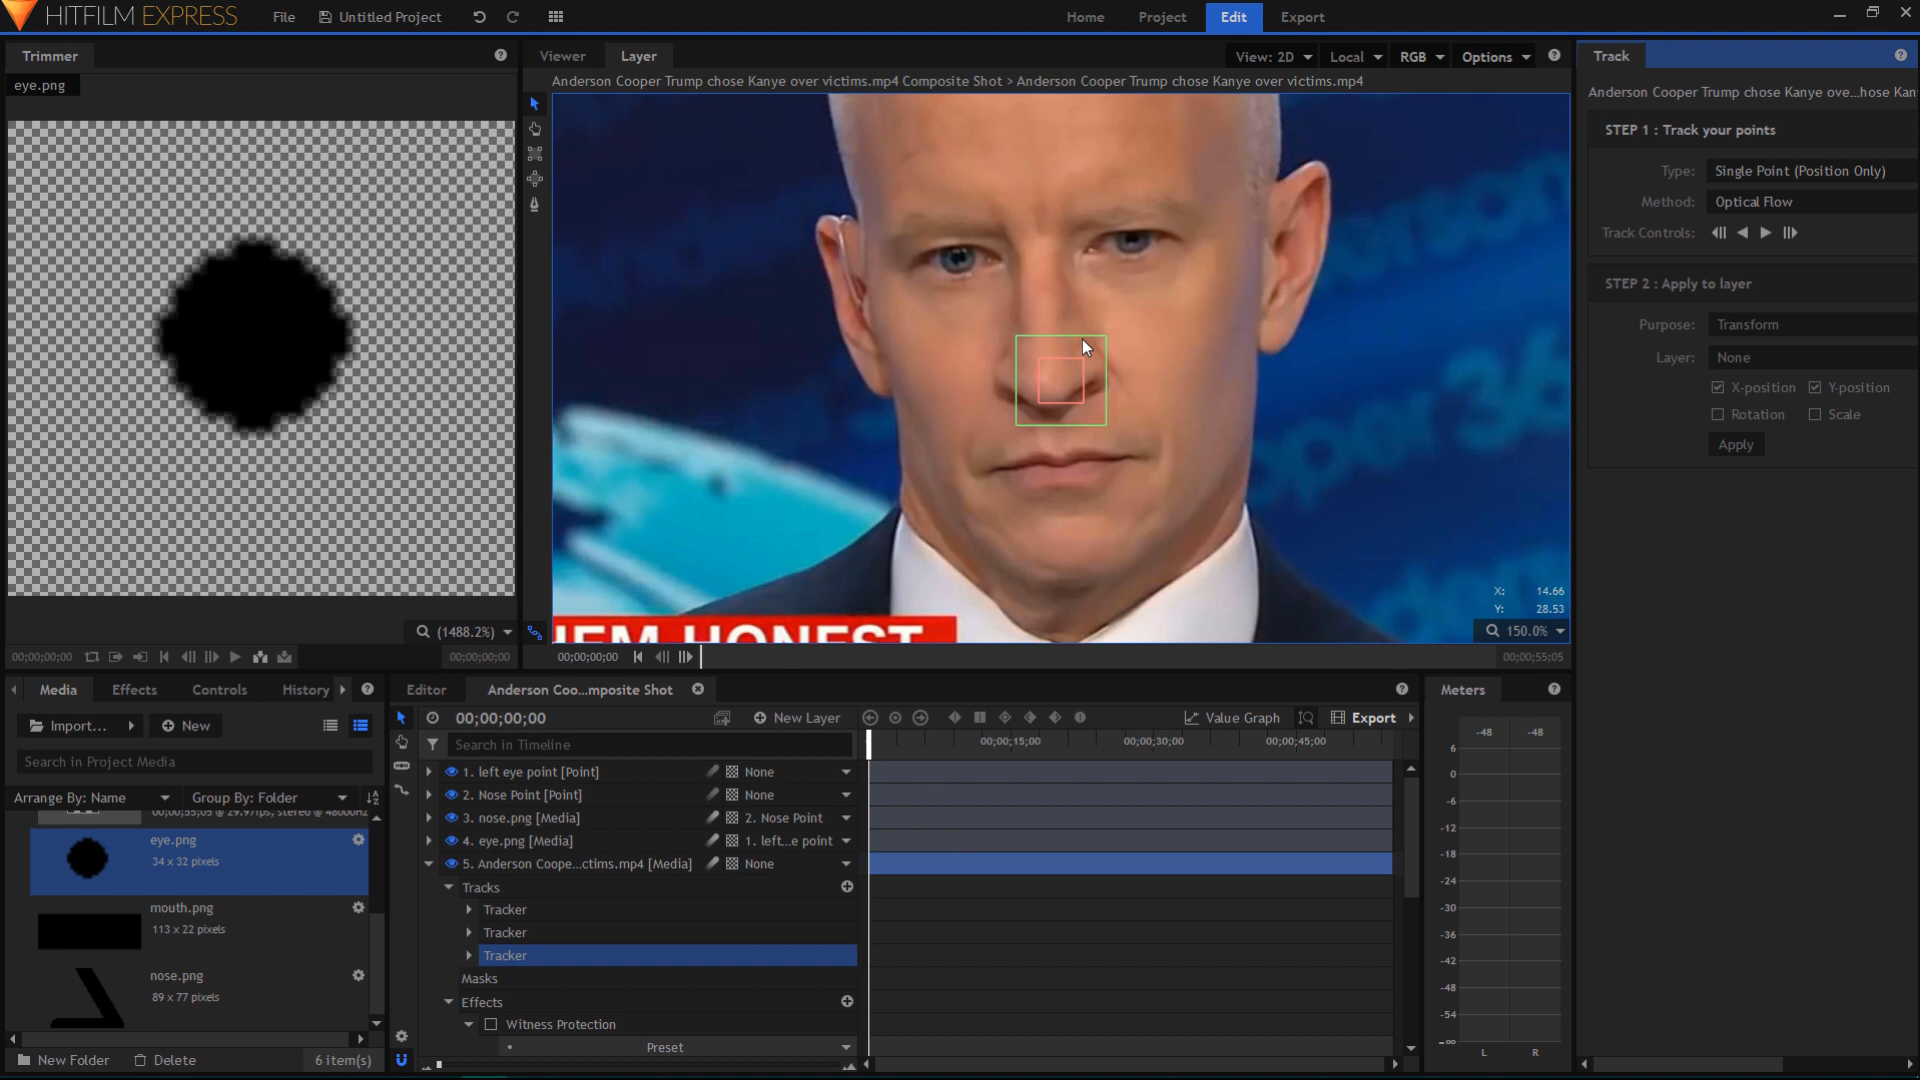 HITFILM EXPRESS
File
Untitled Project
Home
Project
Edit
Export
Trimmer
eye.png
Viewer
Layer
View: 2D
Local
RGB
Options
Anderson Cooper Trump chose Kanye over victims.mp4 Composite Shot > Anderson Cooper Trump chose Kanye over victims.mp4
Track
Anderson Cooper Trump chose Kanye ove...hose Kan
STEP 1 : Track your points
Type: Single Point (Position Only)
Method: Optical Flow
Track Controls:
STEP 2 : Apply to layer
Purpose: Transform
Layer: None
X-position
Y-position
Rotation
Scale
Apply
X: 14.66
Y: 28.53
150.0%
(1488.2%)
00;00;00;00
00;00;00;00
00;00;00;00
00;00;55;05
Media
Effects
Controls
History
Import...
New
Search in Project Media
Arrange By: Name
Group By: Folder
00;00;55;05 @ 29.97fps, stereo @ 48000Hz
eye.png
34 x 32 pixels
mouth.png
113 x 22 pixels
nose.png
89 x 77 pixels
New Folder
Delete
6 item(s)
Editor
Anderson Coo...mposite Shot
00;00;00;00
New Layer
Value Graph
Export
Search in Timeline
00;00;15;00
00;00;30;00
00;00;45;00
1. left eye point [Point]
None
2. Nose Point [Point]
None
3. nose.png [Media]
2. Nose Point
4. eye.png [Media]
1. left...e point
5. Anderson Coope...ctims.mp4 [Media]
None
Tracks
Tracker
Tracker
Tracker
Masks
Effects
Witness Protection
Preset
Meters
-48
-48
6
0
-6
-12
-18
-24
-30
-36
-42
-48
-54
-∞
L
R